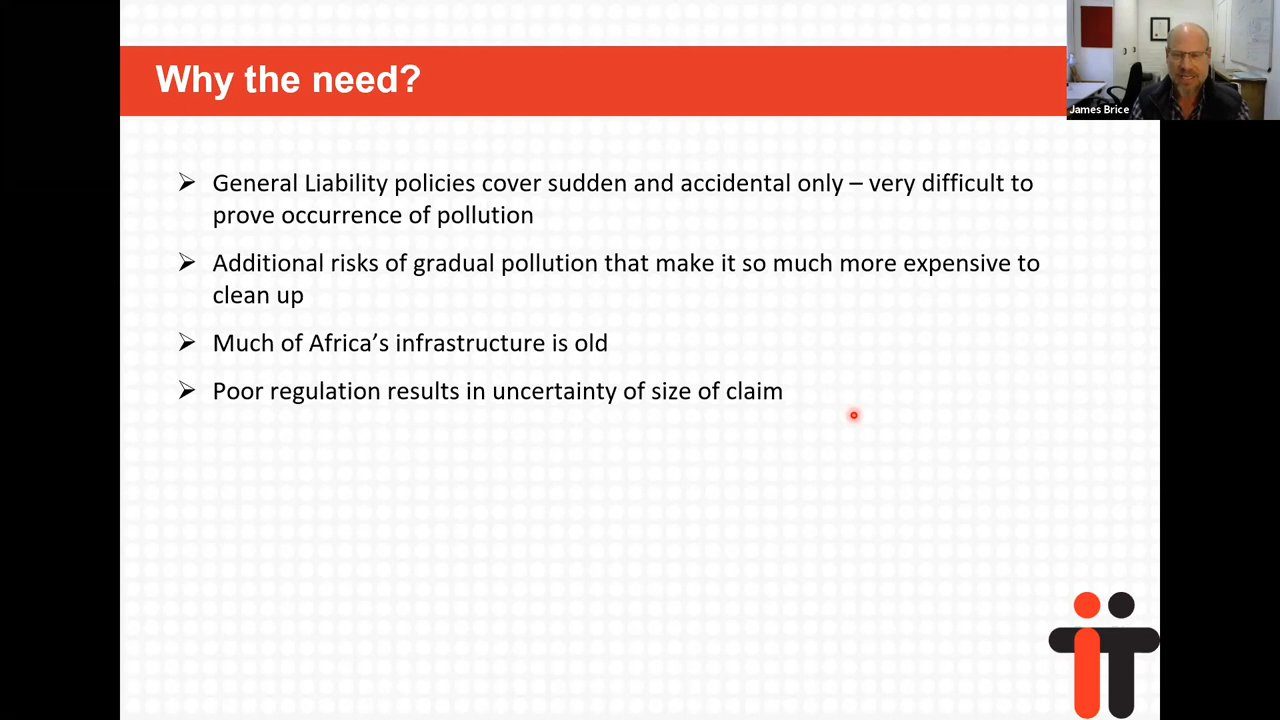 Why the need?
James Brice
➢ General Liability policies cover sudden and accidental only – very difficult to
prove occurrence of pollution
➢ Additional risks of gradual pollution that make it so much more expensive to
clean up
➢ Much of Africa’s infrastructure is old
➢ Poor regulation results in uncertainty of size of claim